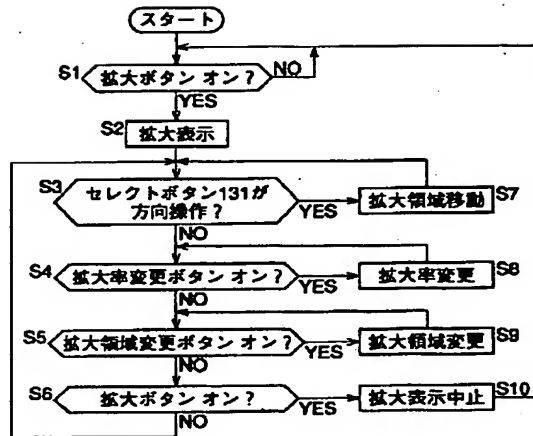 スタート
S1
拡大ボタン オン？
NO
YES
S2
拡大表示
S3
セレクトボタン131が
方向操作？
YES
拡大領域移動
S7
NO
S4
拡大率変更ボタン オン？
YES
拡大率変更
S8
NO
S5
拡大領域変更ボタン オン？
YES
拡大領域変更
S9
NO
S6
拡大ボタン オン？
YES
拡大表示中止
S10
NO